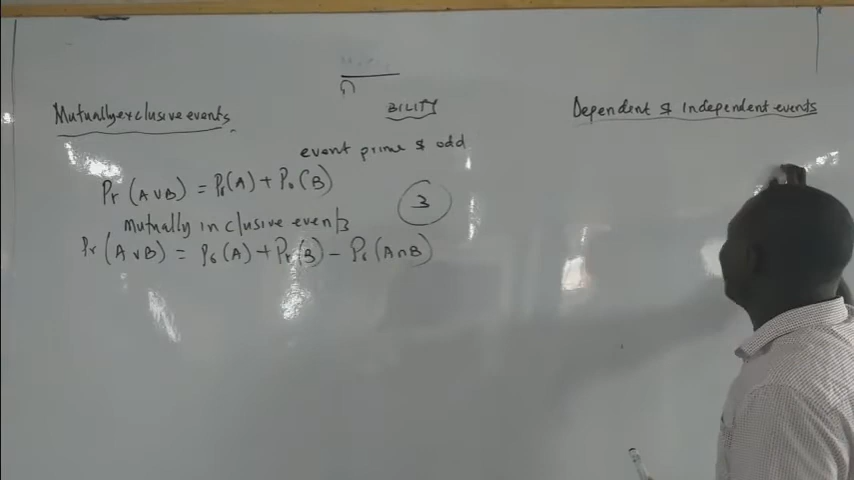 Mutually exclusive events
BILITY
Dependent & Independent events
event prime & odd
Pr (A ∪ B) = Pr(A) + Pr(B)
3
Mutually inclusive events
Pr (A ∪ B) = Pr(A) + Pr(B) − Pr(A∩B)